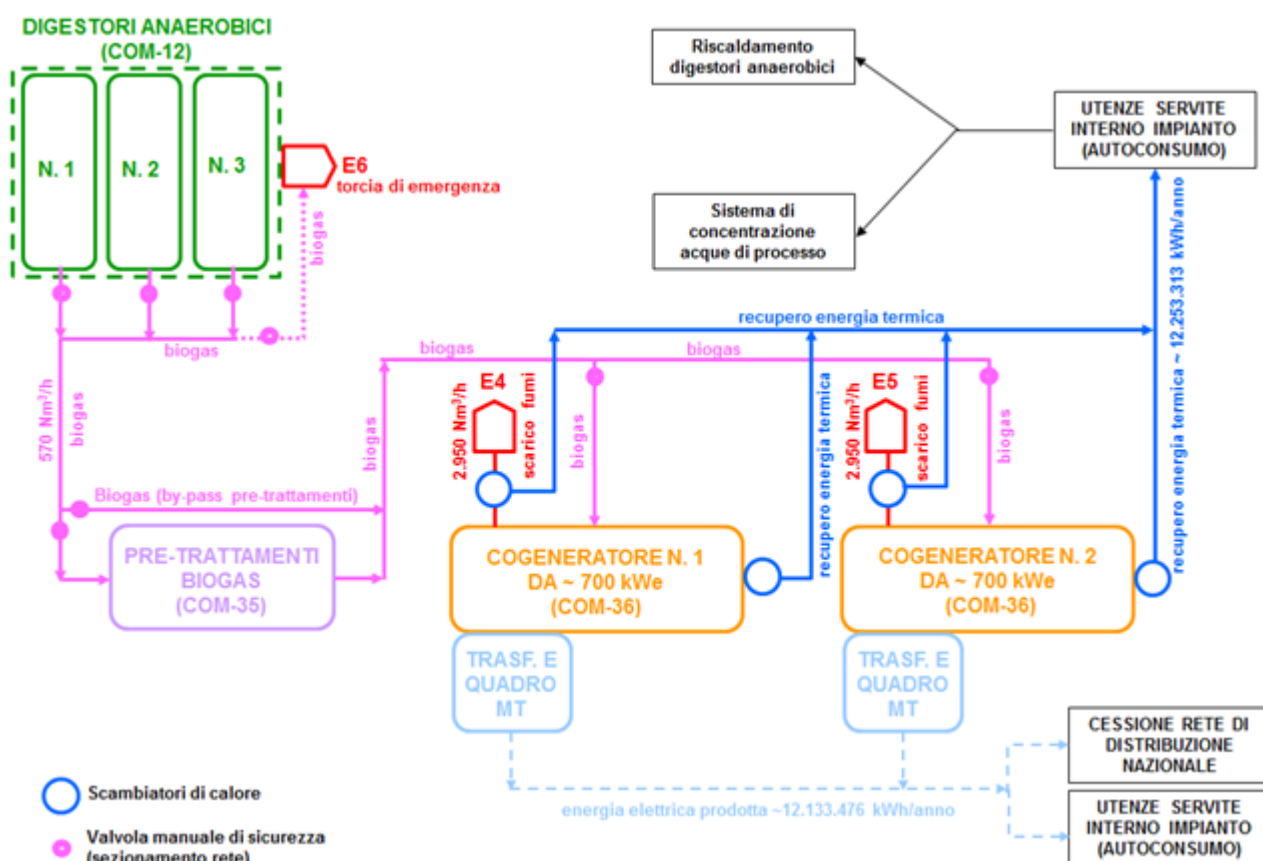 DIGESTORI ANAEROBICI
(COM-12)
N. 1
N. 2
N. 3
E6
torcia di emergenza
biogas
biogas
570 Nm³/h
biogas
Biogas (by-pass pre-trattamenti)
PRE-TRATTAMENTI
BIOGAS
(COM-35)
biogas
biogas
biogas
Riscaldamento
digestori anaerobici
Sistema di
concentrazione
acque di processo
UTENZE SERVITE
INTERNO IMPIANTO
(AUTOCONSUMO)
recupero energia termica
recupero energia termica ~ 12.253.313 kWh/anno
E4
2.950 Nm³/h
scarico fumi
biogas
recupero energia termica
E5
2.950 Nm³/h
scarico fumi
biogas
COGENERATORE N. 1
DA ~ 700 kWe
(COM-36)
COGENERATORE N. 2
DA ~ 700 kWe
(COM-36)
TRASF. E
QUADRO
MT
TRASF. E
QUADRO
MT
energia elettrica prodotta ~12.133.476 kWh/anno
CESSIONE RETE DI
DISTRIBUZIONE
NAZIONALE
UTENZE SERVITE
INTERNO IMPIANTO
(AUTOCONSUMO)
Scambiatori di calore
Valvola manuale di sicurezza
(sezionamento rete)